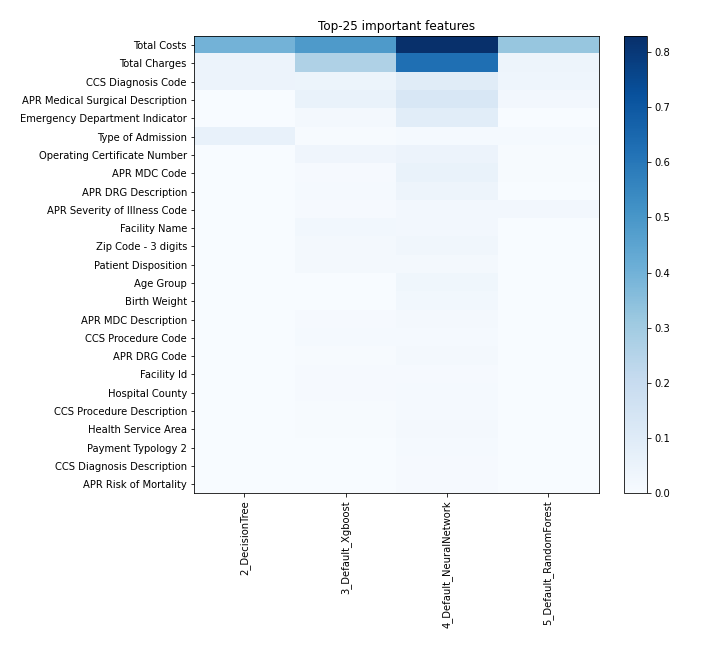 Top-25 important features
Total Costs
Total Charges
CCS Diagnosis Code
APR Medical Surgical Description
Emergency Department Indicator
Type of Admission
Operating Certificate Number
APR MDC Code
APR DRG Description
APR Severity of Illness Code
Facility Name
Zip Code - 3 digits
Patient Disposition
Age Group
Birth Weight
APR MDC Description
CCS Procedure Code
APR DRG Code
Facility Id
Hospital County
CCS Procedure Description
Health Service Area
Payment Typology 2
CCS Diagnosis Description
APR Risk of Mortality
2_DecisionTree
3_Default_Xgboost
4_Default_NeuralNetwork
5_Default_RandomForest
0.8
0.7
0.6
0.5
0.4
0.3
0.2
0.1
0.0